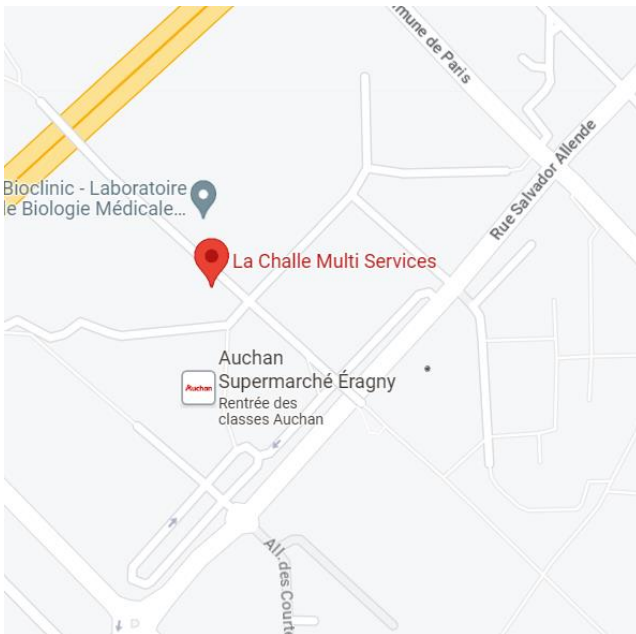 mune de Paris
Rue Salvador Allende
Bioclinic - Laboratoire
le Biologie Médicale...
La Challe Multi Services
Auchan
Supermarché Éragny
Auchan
Rentrée des
classes Auchan
All. des Courte
D